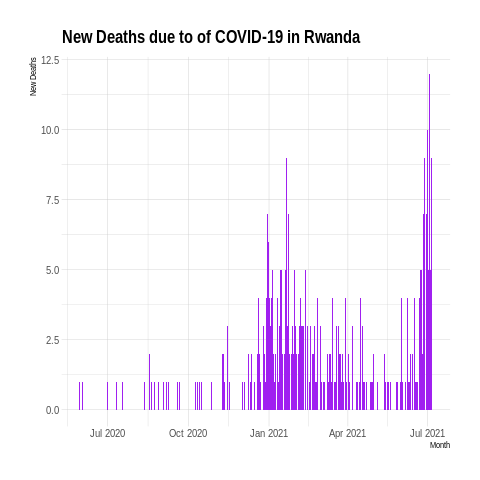 New Deaths due to of COVID-19 in Rwanda
New Deaths
12.5
10.0
7.5
5.0
2.5
0.0
Jul 2020 Oct 2020 Jan 2021 Apr 2021 Jul 2021
Month